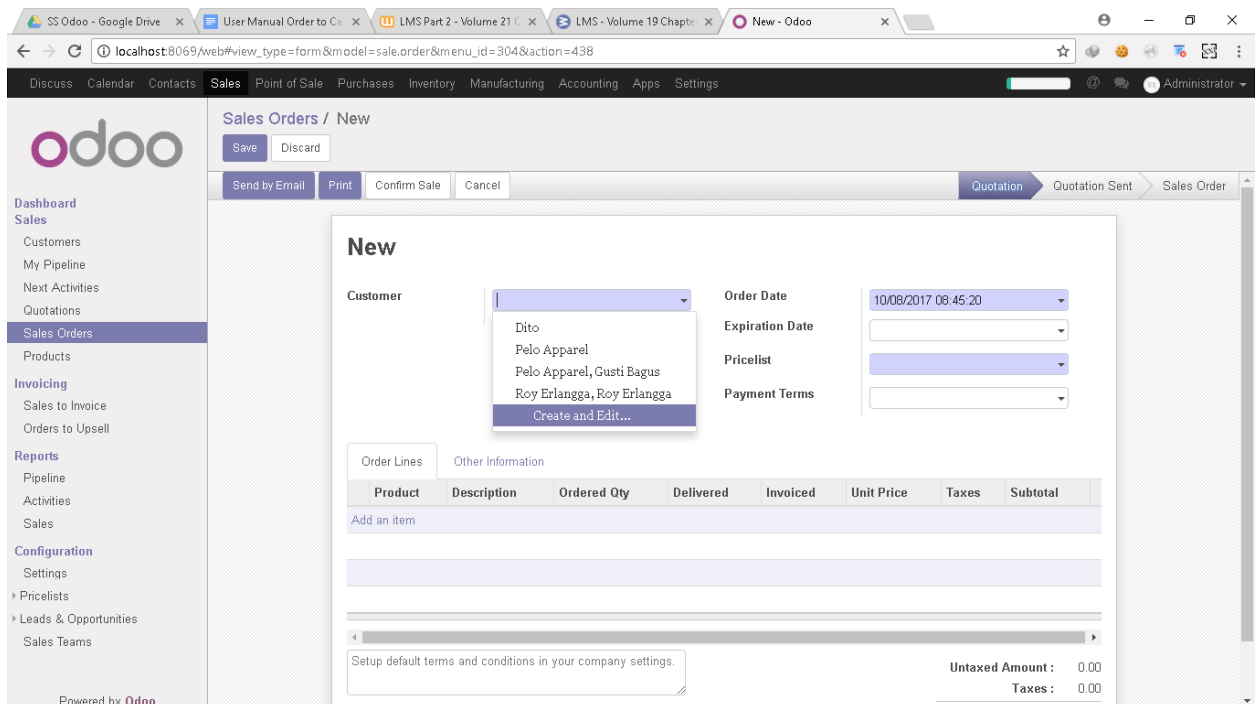 SS Odoo - Google Drive
User Manual Order to Ca
LMS Part 2 - Volume 21 C
LMS - Volume 19 Chapte
New - Odoo
localhost:8069/web#view_type=form&model=sale.order&menu_id=304&action=438
Discuss Calendar Contacts Sales Point of Sale Purchases Inventory Manufacturing Accounting Apps Settings @ Administrator
odoo
Dashboard
Sales
Customers
My Pipeline
Next Activities
Quotations
Sales Orders
Products
Invoicing
Sales to Invoice
Orders to Upsell
Reports
Pipeline
Activities
Sales
Configuration
Settings
Pricelists
Leads & Opportunities
Sales Teams
Powered by Odoo
Sales Orders / New
Save Discard
Send by Email Print Confirm Sale Cancel Quotation Quotation Sent Sales Order
New
Customer
Dito
Pelo Apparel
Pelo Apparel, Gusti Bagus
Roy Erlangga, Roy Erlangga
Create and Edit...
Order Date 10/08/2017 08:45:20
Expiration Date
Pricelist
Payment Terms
Order Lines Other Information
Product Description Ordered Qty Delivered Invoiced Unit Price Taxes Subtotal
Add an item
Setup default terms and conditions in your company settings.
Untaxed Amount : 0.00
Taxes : 0.00